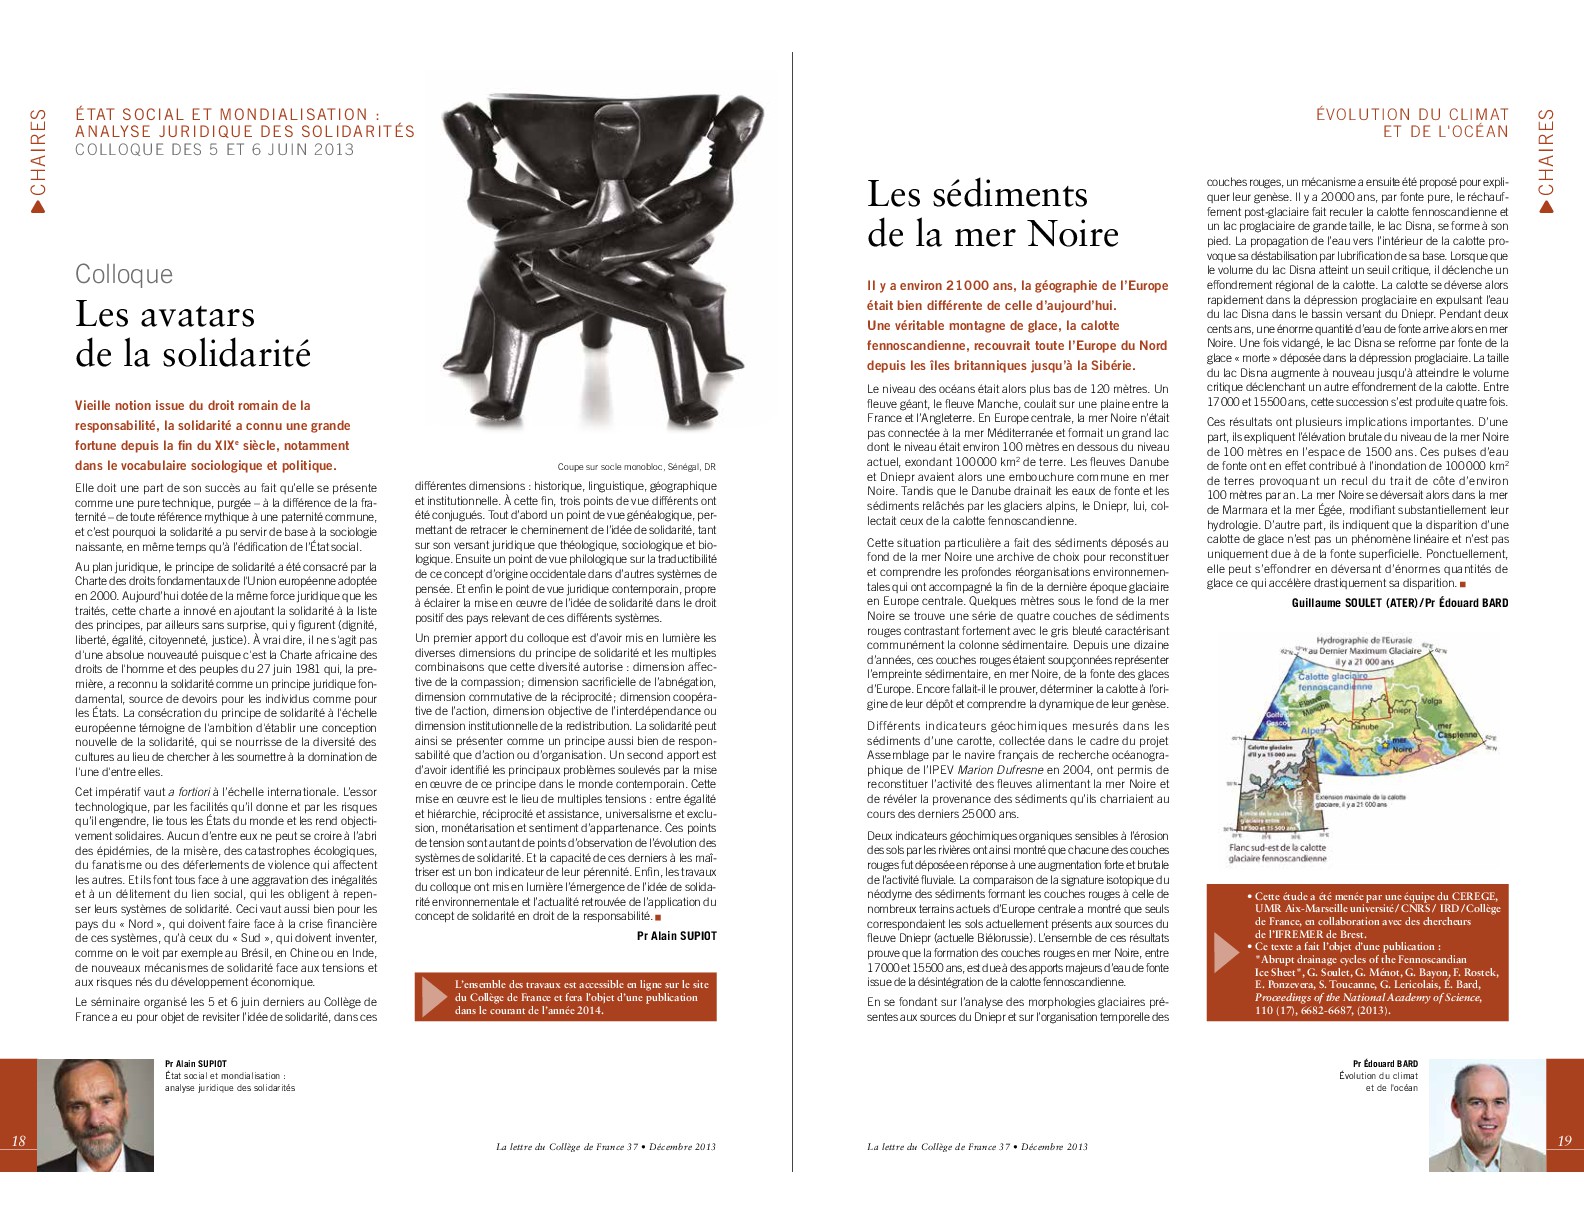 CHAIRES
ÉTAT SOCIAL ET MONDIALISATION :
ANALYSE JURIDIQUE DES SOLIDARITÉS
COLLOQUE DES 5 ET 6 JUIN 2013
Colloque
Les avatars
de la solidarité
Vieille notion issue du droit romain de la
responsabilité, la solidarité a connu une grande
fortune depuis la fin du XIXe siècle, notamment
dans le vocabulaire sociologique et politique.
Elle doit une part de son succès au fait qu'elle se présente
comme une pure technique, purgée – à la différence de la fra-
ternité – de toute référence mythique à une paternité commune,
et c'est pourquoi la solidarité a pu servir de base à la sociologie
naissante, en même temps qu'à l'édification de l'État social.
Au plan juridique, le principe de solidarité a été consacré par la
Charte des droits fondamentaux de l'Union européenne adoptée
en 2000. Aujourd'hui dotée de la même force juridique que les
traités, cette charte a innové en ajoutant la solidarité à la liste
des principes, par ailleurs sans surprise, qui y figurent (dignité,
liberté, égalité, citoyenneté, justice). À vrai dire, il ne s'agit pas
d'une absolue nouveauté puisque c'est la Charte africaine des
droits de l'homme et des peuples du 27 juin 1981 qui, la pre-
mière, a reconnu la solidarité comme un principe juridique fon-
damental, source de devoirs pour les individus comme pour
les États. La consécration du principe de solidarité à l'échelle
européenne témoigne de l'ambition d'établir une conception
nouvelle de la solidarité, qui se nourrisse de la diversité des
cultures au lieu de chercher à les soumettre à la domination de
l'une d'entre elles.
Cet impératif vaut a fortiori à l'échelle internationale. L'essor
technologique, par les facilités qu'il donne et par les risques
qu'il engendre, lie tous les États du monde et les rend objecti-
vement solidaires. Aucun d'entre eux ne peut se croire à l'abri
des épidémies, de la misère, des catastrophes écologiques,
du fanatisme ou des déferlements de violence qui affectent
les autres. Et ils font tous face à une aggravation des inégalités
et à un délitement du lien social, qui les obligent à repen-
ser leurs systèmes de solidarité. Ceci vaut aussi bien pour les
pays du « Nord », qui doivent faire face à la crise financière
de ces systèmes, qu'à ceux du « Sud », qui doivent inventer,
comme on le voit par exemple au Brésil, en Chine ou en Inde,
de nouveaux mécanismes de solidarité face aux tensions et
aux risques nés du développement économique.
Le séminaire organisé les 5 et 6 juin derniers au Collège de
France a eu pour objet de revisiter l'idée de solidarité, dans ces
Coupe sur socle monobloc, Sénégal, DR
différentes dimensions : historique, linguistique, géographique
et institutionnelle. À cette fin, trois points de vue différents ont
été conjugués. Tout d'abord un point de vue généalogique, per-
mettant de retracer le cheminement de l'idée de solidarité, tant
sur son versant juridique que théologique, sociologique et bio-
logique. Ensuite un point de vue philologique sur la traductibilité
de ce concept d'origine occidentale dans d'autres systèmes de
pensée. Et enfin le point de vue juridique contemporain, propre
à éclairer la mise en œuvre de l'idée de solidarité dans le droit
positif des pays relevant de ces différents systèmes.
Un premier apport du colloque est d'avoir mis en lumière les
diverses dimensions du principe de solidarité et les multiples
combinaisons que cette diversité autorise : dimension affec-
tive de la compassion; dimension sacrificielle de l'abnégation,
dimension commutative de la réciprocité; dimension coopéra-
tive de l'action, dimension objective de l'interdépendance ou
dimension institutionnelle de la redistribution. La solidarité peut
ainsi se présenter comme un principe aussi bien de respon-
sabilité que d'action ou d'organisation. Un second apport est
d'avoir identifié les principaux problèmes soulevés par la mise
en œuvre de ce principe dans le monde contemporain. Cette
mise en œuvre est le lieu de multiples tensions : entre égalité
et hiérarchie, réciprocité et assistance, universalisme et exclu-
sion, monétarisation et sentiment d'appartenance. Ces points
de tension sont autant de points d'observation de l'évolution des
systèmes de solidarité. Et la capacité de ces derniers à les maî-
triser est un bon indicateur de leur pérennité. Enfin, les travaux
du colloque ont mis en lumière l'émergence de l'idée de solida-
rité environnementale et l'actualité retrouvée de l'application du
concept de solidarité en droit de la responsabilité.
Pr Alain SUPIOT
L'ensemble des travaux est accessible en ligne sur le site
du Collège de France et fera l'objet d'une publication
dans le courant de l'année 2014.
Pr Alain SUPIOT
État social et mondialisation :
analyse juridique des solidarités
18
La lettre du Collège de France 37 • Décembre 2013
CHAIRES
ÉVOLUTION DU CLIMAT
ET DE L'OCÉAN
Les sédiments
de la mer Noire
Il y a environ 21000 ans, la géographie de l'Europe
était bien différente de celle d'aujourd'hui.
Une véritable montagne de glace, la calotte
fennoscandienne, recouvrait toute l'Europe du Nord
depuis les îles britanniques jusqu'à la Sibérie.
Le niveau des océans était alors plus bas de 120 mètres. Un
fleuve géant, le fleuve Manche, coulait sur une plaine entre la
France et l'Angleterre. En Europe centrale, la mer Noire n'était
pas connectée à la mer Méditerranée et formait un grand lac
dont le niveau était environ 100 mètres en dessous du niveau
actuel, exondant 100000 km² de terre. Les fleuves Danube
et Dniepr avaient alors une embouchure commune en mer
Noire. Tandis que le Danube drainait les eaux de fonte et les
sédiments relâchés par les glaciers alpins, le Dniepr, lui, col-
lectait ceux de la calotte fennoscandienne.
Cette situation particulière a fait des sédiments déposés au
fond de la mer Noire une archive de choix pour reconstituer
et comprendre les profondes réorganisations environnemen-
tales qui ont accompagné la fin de la dernière époque glaciaire
en Europe centrale. Quelques mètres sous le fond de la mer
Noire se trouve une série de quatre couches de sédiments
rouges contrastant fortement avec le gris bleuté caractérisant
communément la colonne sédimentaire. Depuis une dizaine
d'années, ces couches rouges étaient soupçonnées représenter
l'empreinte sédimentaire, en mer Noire, de la fonte des glaces
d'Europe. Encore fallait-il le prouver, déterminer la calotte à l'ori-
gine de leur dépôt et comprendre la dynamique de leur genèse.
Différents indicateurs géochimiques mesurés dans les
sédiments d'une carotte, collectée dans le cadre du projet
Assemblage par le navire français de recherche océanogra-
phique de l'IPEV Marion Dufresne en 2004, ont permis de
reconstituer l'activité des fleuves alimentant la mer Noire et
de révéler la provenance des sédiments qu'ils charriaient au
cours des derniers 25000 ans.
Deux indicateurs géochimiques organiques sensibles à l'érosion
des sols par les rivières ont ainsi montré que chacune des couches
rouges fut déposée en réponse à une augmentation forte et brutale
de l'activité fluviale. La comparaison de la signature isotopique du
néodyme des sédiments formant les couches rouges à celle de
nombreux terrains actuels d'Europe centrale a montré que seuls
correspondaient les sols actuellement présents aux sources du
fleuve Dniepr (actuelle Biélorussie). L'ensemble de ces résultats
prouve que la formation des couches rouges en mer Noire, entre
17000 et 15500 ans, est due à des apports majeurs d'eau de fonte
issue de la désintégration de la calotte fennoscandienne.
En se fondant sur l'analyse des morphologies glaciaires pré-
sentes aux sources du Dniepr et sur l'organisation temporelle des
couches rouges, un mécanisme a ensuite été proposé pour expli-
quer leur genèse. Il y a 20000 ans, par fonte pure, le réchauf-
fement post-glaciaire fait reculer la calotte fennoscandienne et
un lac proglaciaire de grande taille, le lac Disna, se forme à son
pied. La propagation de l'eau vers l'intérieur de la calotte pro-
voque sa déstabilisation par lubrification de sa base. Lorsque que
le volume du lac Disna atteint un seuil critique, il déclenche un
effondrement régional de la calotte. La calotte se déverse alors
rapidement dans la dépression proglaciaire en expulsant l'eau
du lac Disna dans le bassin versant du Dniepr. Pendant deux
cents ans, une énorme quantité d'eau de fonte arrive alors en mer
Noire. Une fois vidangé, le lac Disna se reforme par fonte de la
glace « morte » déposée dans la dépression proglaciaire. La taille
du lac Disna augmente à nouveau jusqu'à atteindre le volume
critique déclenchant un autre effondrement de la calotte. Entre
17000 et 15500 ans, cette succession s'est produite quatre fois.
Ces résultats ont plusieurs implications importantes. D'une
part, ils expliquent l'élévation brutale du niveau de la mer Noire
de 100 mètres en l'espace de 1500 ans. Ces pulses d'eau
de fonte ont en effet contribué à l'inondation de 100000 km²
de terres provoquant un recul du trait de côte d'environ
100 mètres par an. La mer Noire se déversait alors dans la mer
de Marmara et la mer Égée, modifiant substantiellement leur
hydrologie. D'autre part, ils indiquent que la disparition d'une
calotte de glace n'est pas un phénomène linéaire et n'est pas
uniquement due à de la fonte superficielle. Ponctuellement,
elle peut s'effondrer en déversant d'énormes quantités de
glace ce qui accélère drastiquement sa disparition.
Guillaume SOULET (ATER)/Pr Édouard BARD
Hydrographie de l'Eurasie
au Dernier Maximum Glaciaire
il y a 21 000 ans
Calotte glaciaire
fennoscandienne
Fleuve
Manche
Golfe de
Gascogne
Alpes
Danube
Dniepr
Volga
mer
Noire
mer
Caspienne
Calotte glaciaire
d'il y a 15 000 ans
Extension maximale de la calotte
glaciaire, il y a 21 000 ans
Limite de la calotte
glaciaire entre
17 500 et 15 500 ans
Flanc sud-est de la calotte
glaciaire fennoscandienne
• Cette étude a été menée par une équipe du CEREGE,
UMR Aix-Marseille université/CNRS/ IRD/Collège
de France, en collaboration avec des chercheurs
de l'IFREMER de Brest.
• Ce texte a fait l'objet d'une publication :
"Abrupt drainage cycles of the Fennoscandian
Ice Sheet", G. Soulet, G. Ménot, G. Bayon, F. Rostek,
E. Ponzevera, S. Toucanne, G. Lericolais, É. Bard,
Proceedings of the National Academy of Science,
110 (17), 6682-6687, (2013).
Pr Édouard BARD
Évolution du climat
et de l'océan
La lettre du Collège de France 37 • Décembre 2013
19